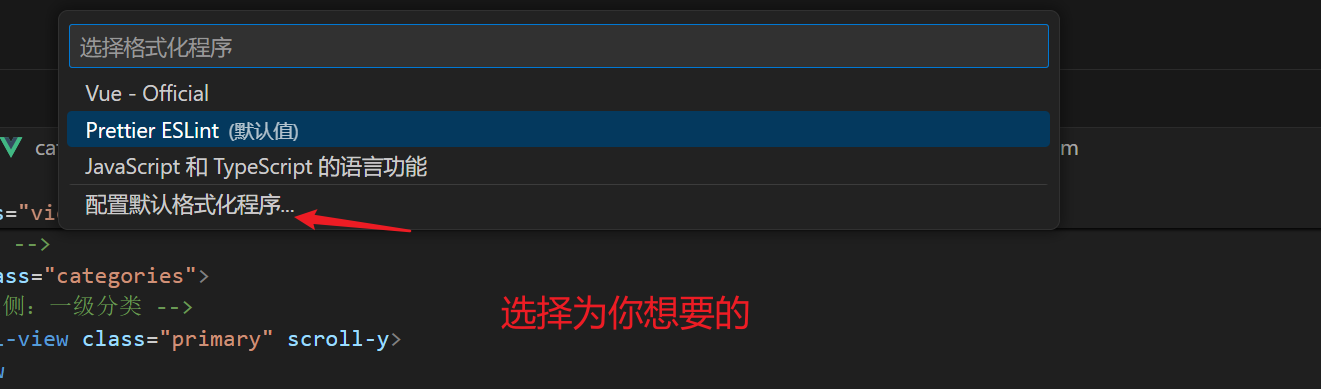 选择格式化程序
Vue - Official
Prettier ESLint (默认值)
JavaScript 和 TypeScript 的语言功能
配置默认格式化程序...
ca
m
s="vi
-->
ass="categories">
侧：一级分类 -->
选择为你想要的
l-view class="primary" scroll-y>
w